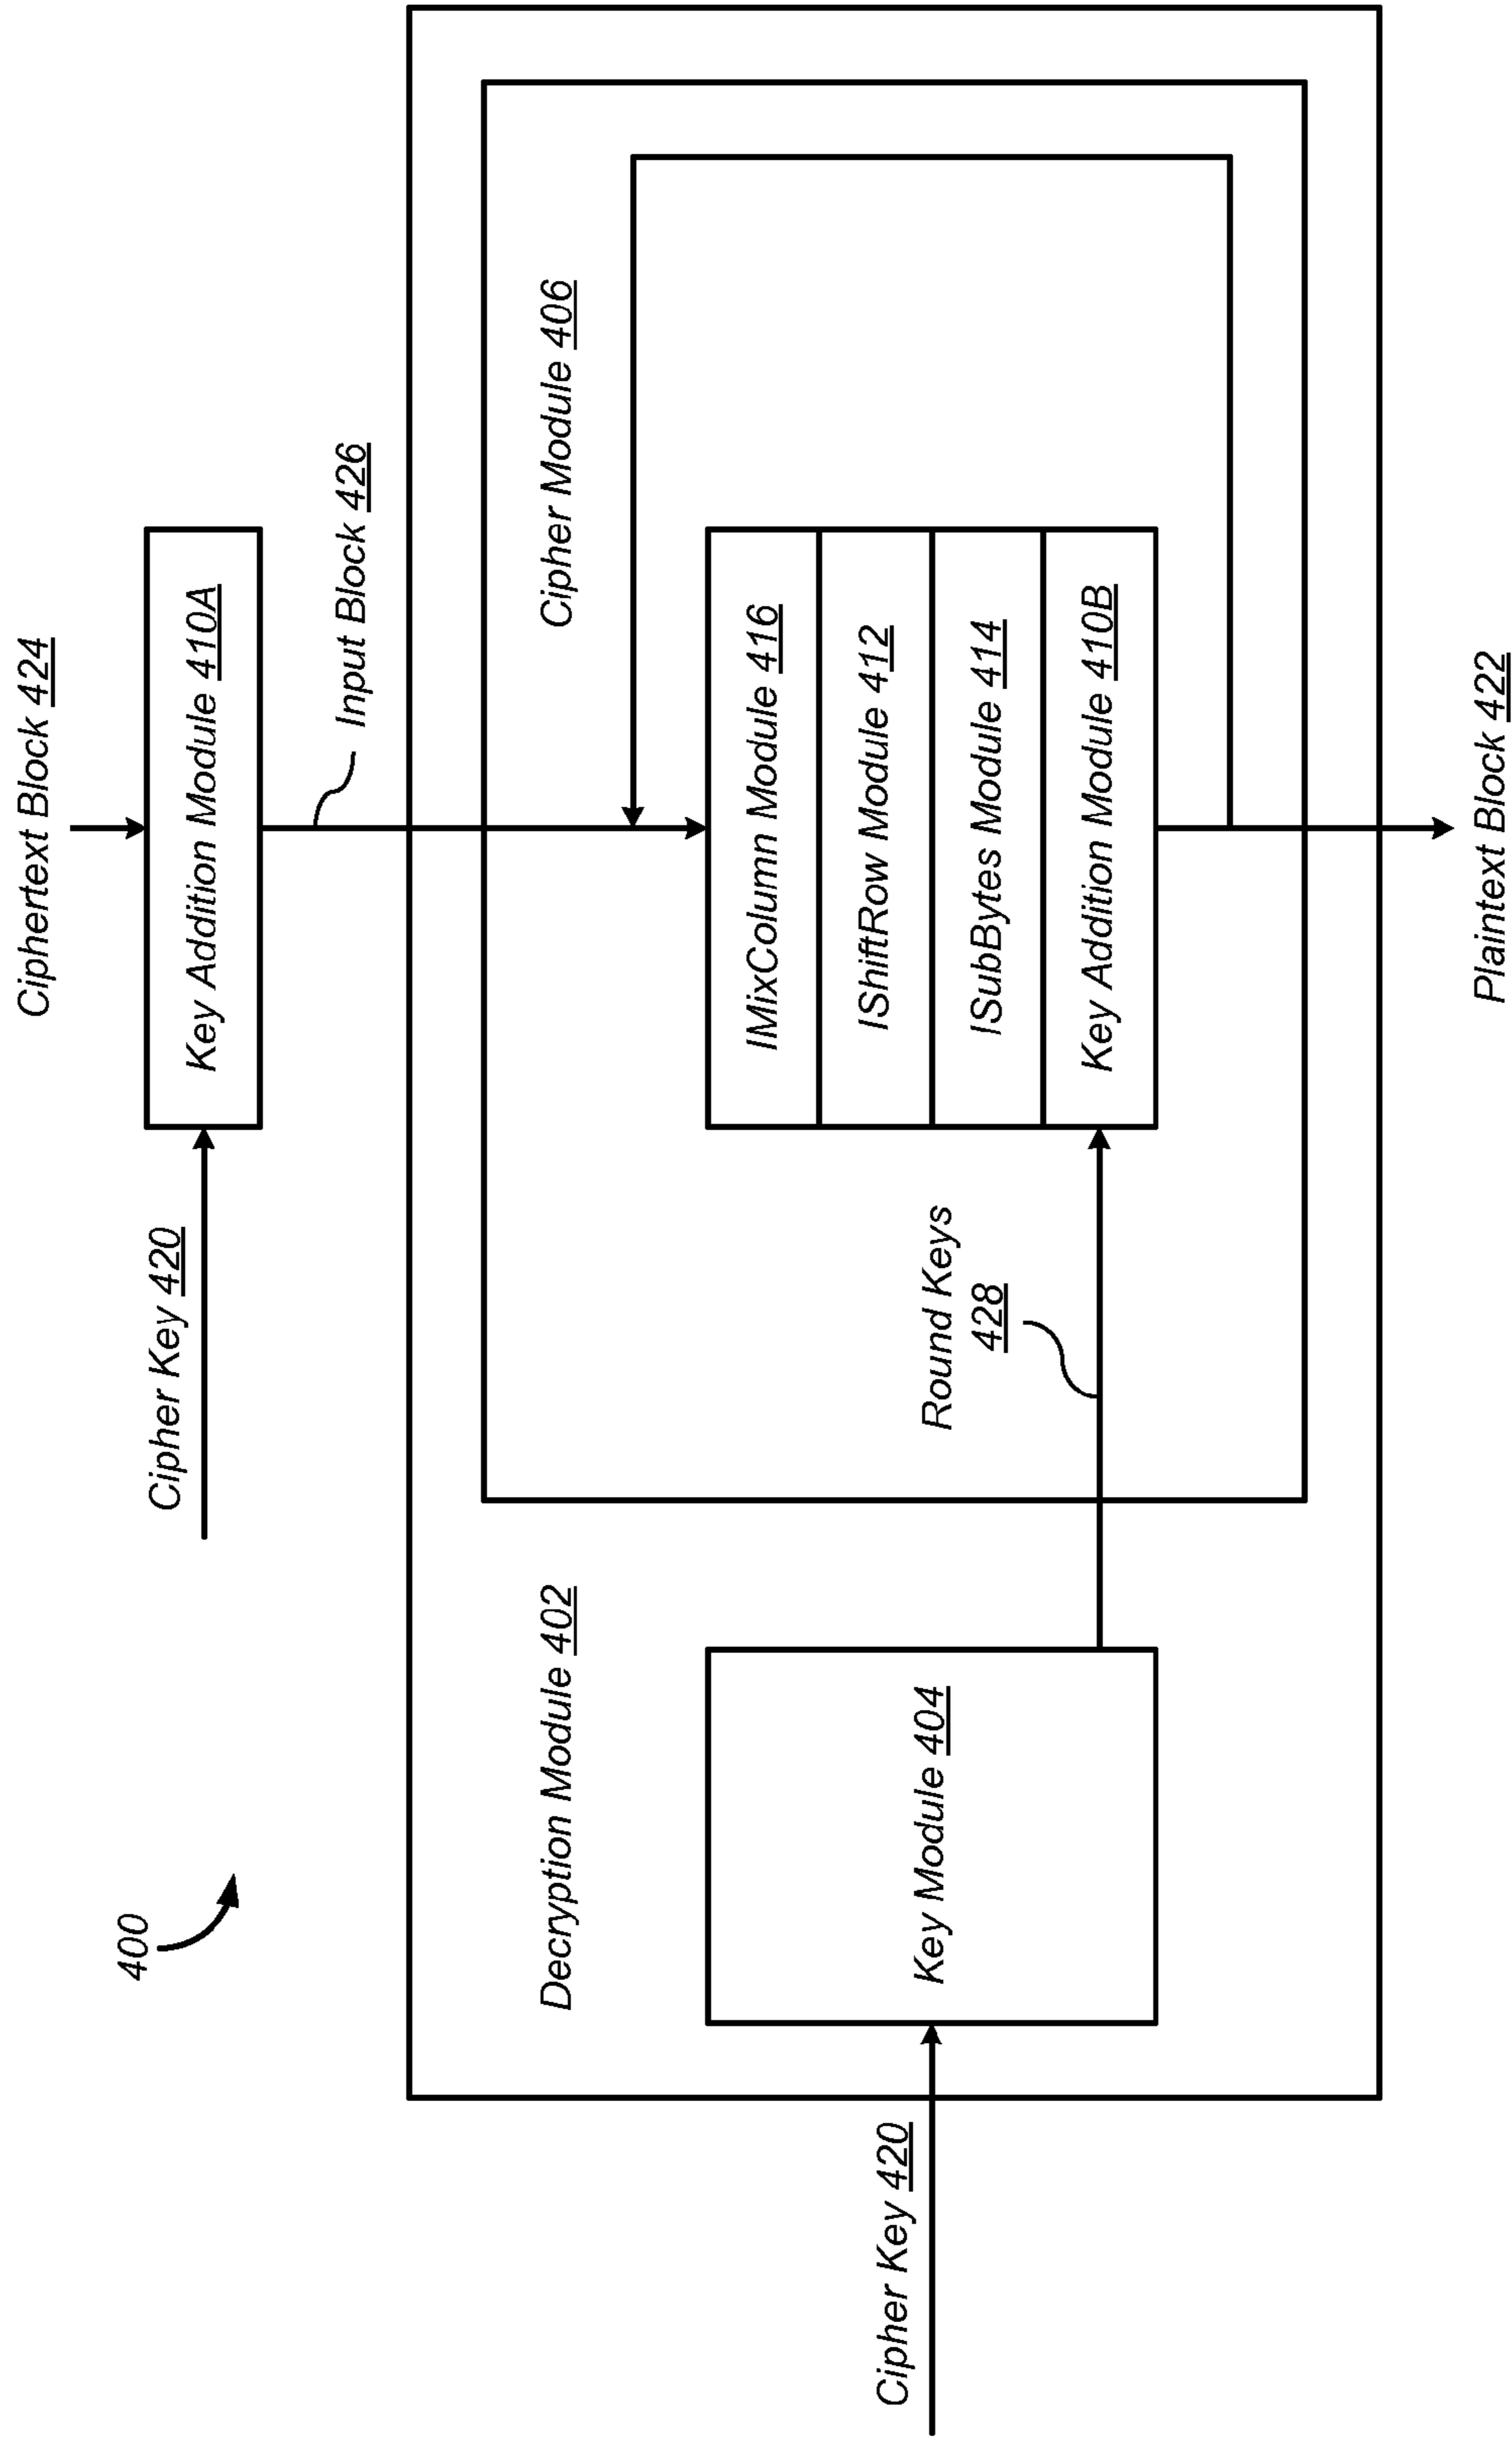 400
Ciphertext Block 424
Cipher Key 420
Key Addition Module 410A
Input Block 426
Decryption Module 402
Cipher Module 406
Cipher Key 420
Key Module 404
Round Keys
428
IMixColumn Module 416
IShiftRow Module 412
ISubBytes Module 414
Key Addition Module 410B
Plaintext Block 422